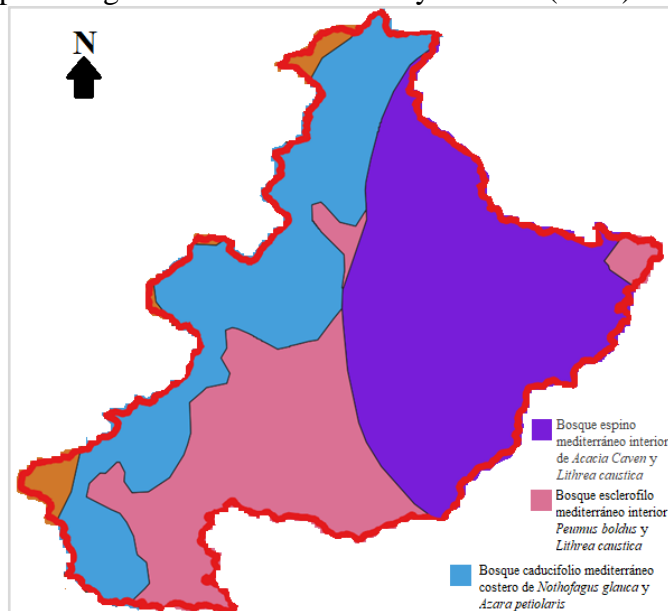 N
Bosque espino
mediterráneo interior
de Acacia Caven y
Lithrea caustica
Bosque esclerofilo
mediterráneo interior
Peumus boldus y
Lithrea caustica
Bosque caducifolio mediterráneo
costero de Nothofagus glauca y
Azara petiolaris